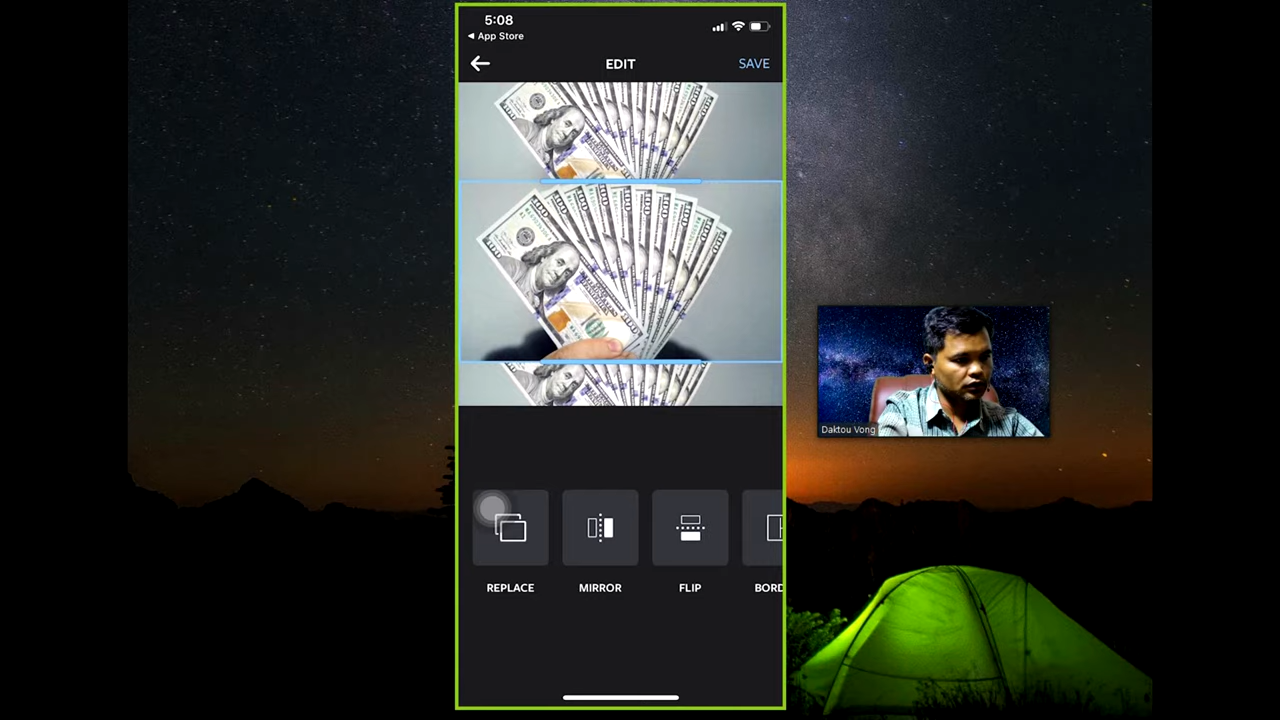 5:08
App Store
EDIT
SAVE
Daktou Vong
REPLACE
MIRROR
FLIP
BORD